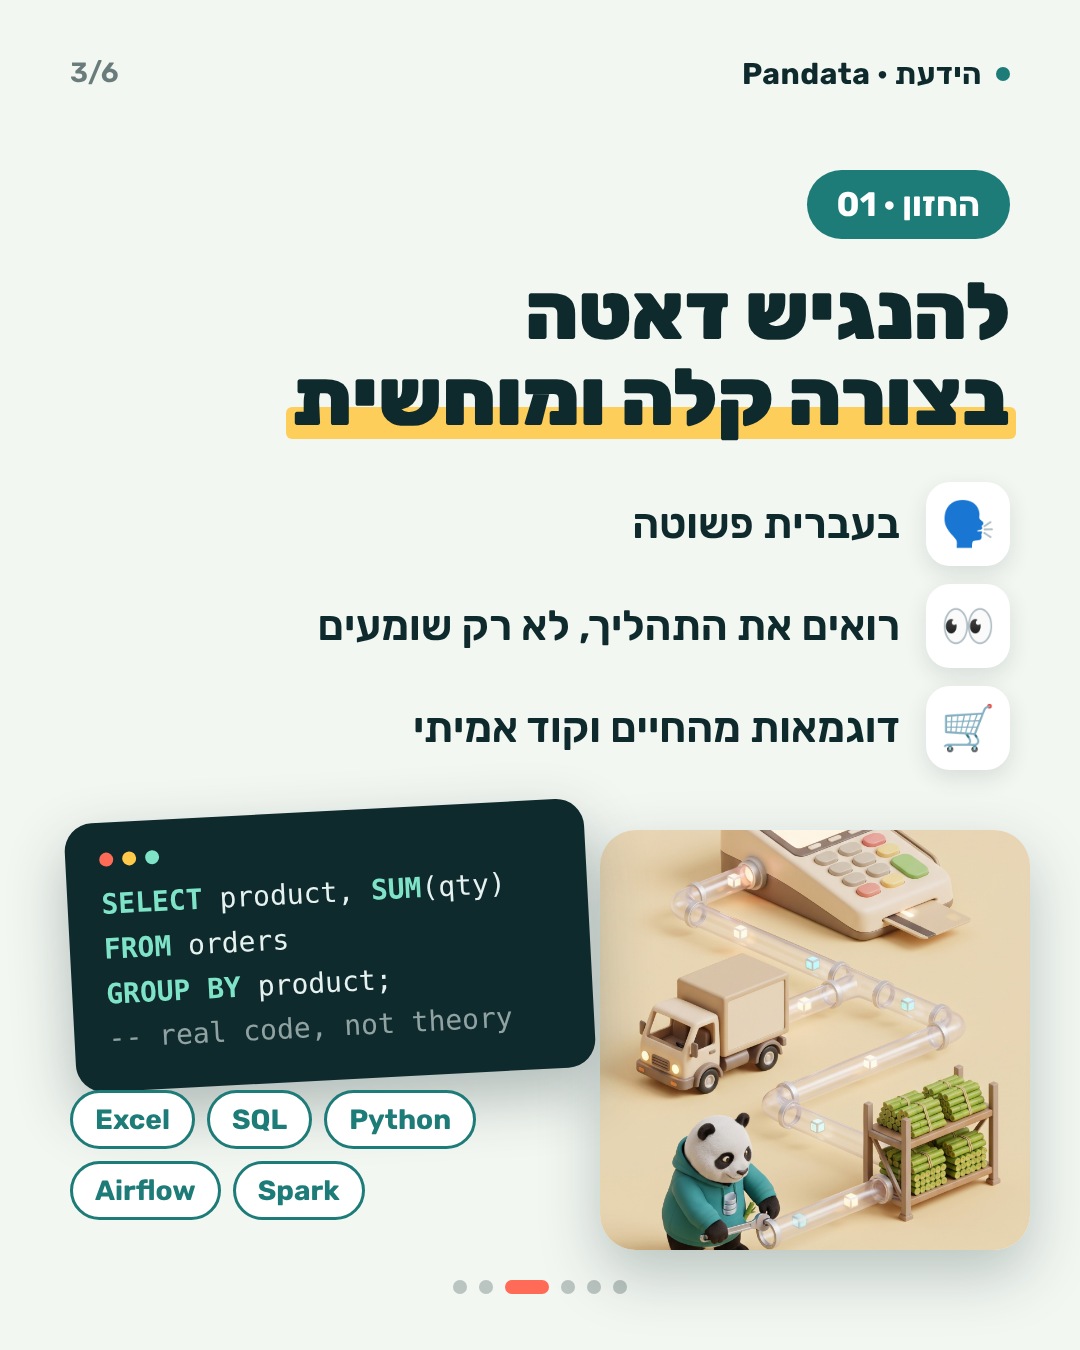 הידעת • Pandata
3/6
החזון • 01
להנגיש דאטה
בצורה קלה ומוחשית
בעברית פשוטה
רואים את התהליך, לא רק שומעים
דוגמאות מהחיים וקוד אמיתי
SELECT product, SUM(qty)
FROM orders
GROUP BY product;
-- real code, not theory
Excel SQL Python
Airflow Spark